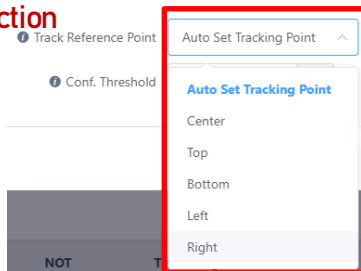 ction
Track Reference Point
Auto Set Tracking Point
Conf. Threshold
Auto Set Tracking Point
Center
Top
Bottom
Left
Right
NOT